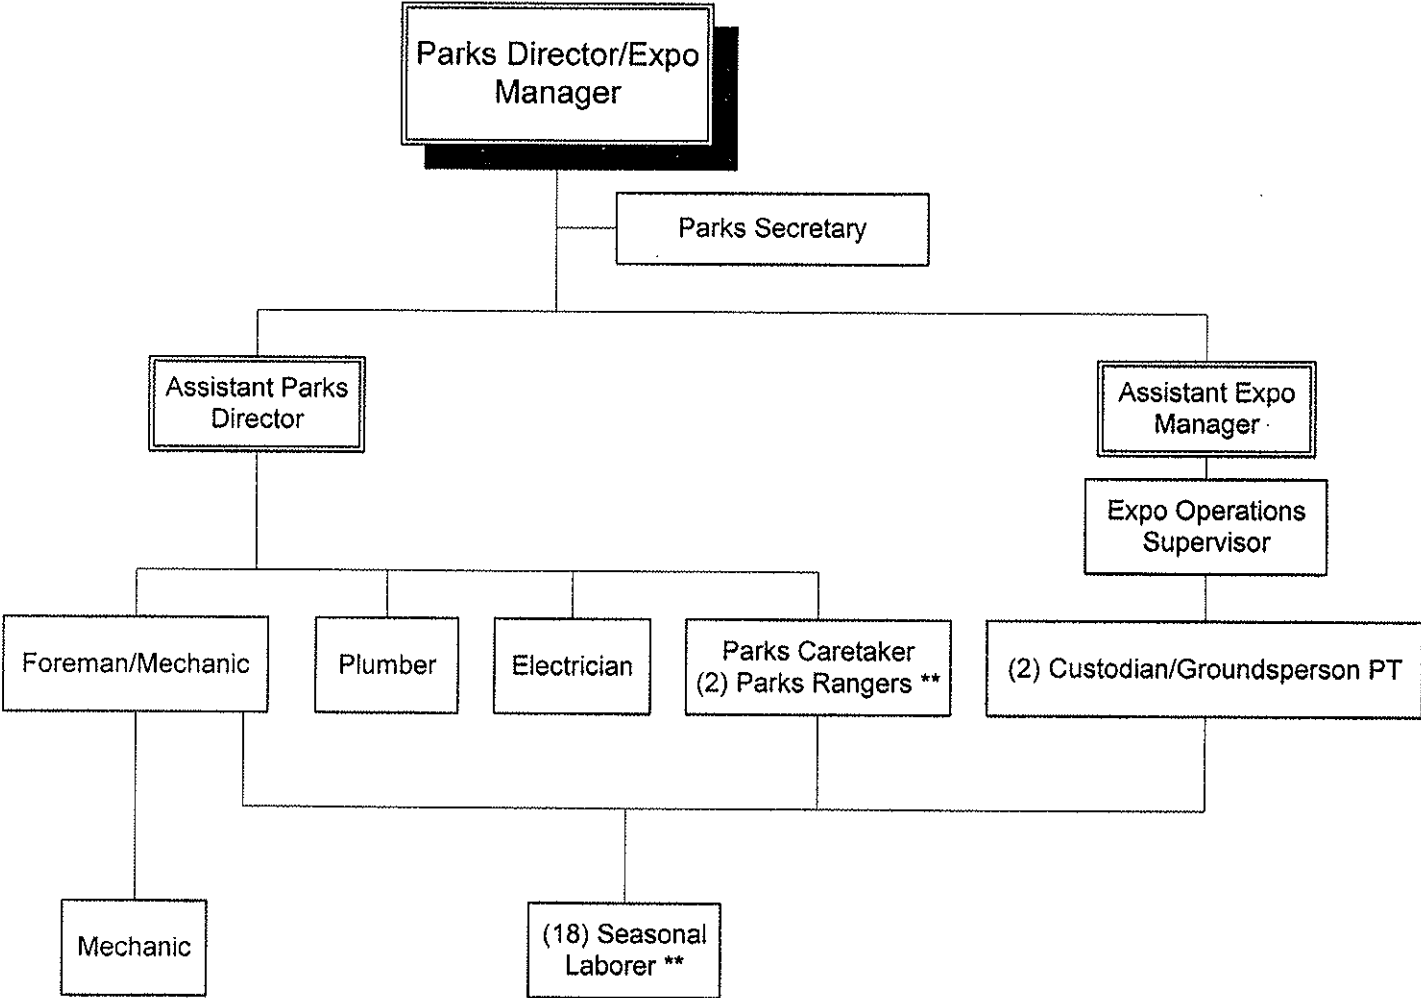 Parks Director/Expo
Manager
Parks Secretary
Assistant Parks
Director
Assistant Expo
Manager
Expo Operations
Supervisor
Foreman/Mechanic
Plumber
Electrician
Parks Caretaker
(2) Parks Rangers **
(2) Custodian/Groundsperson PT
Mechanic
(18) Seasonal
Laborer **